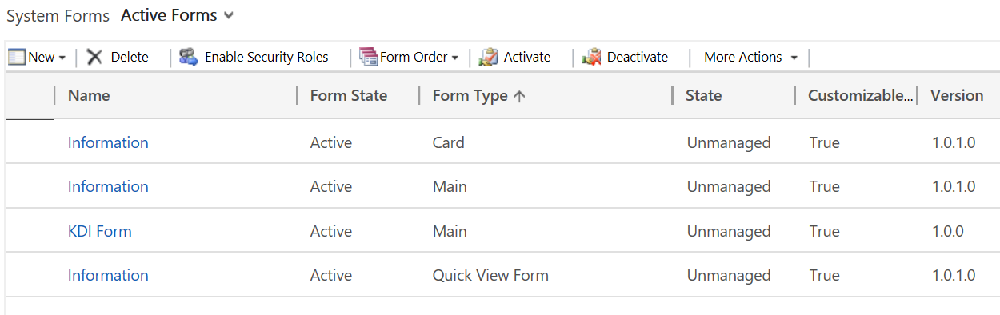 System Forms Active Forms
New Delete Enable Security Roles Form Order Activate Deactivate More Actions
Name Form State Form Type State Customizable... Version
Information Active Card Unmanaged True 1.0.1.0
Information Active Main Unmanaged True 1.0.1.0
KDI Form Active Main Unmanaged True 1.0.0
Information Active Quick View Form Unmanaged True 1.0.1.0